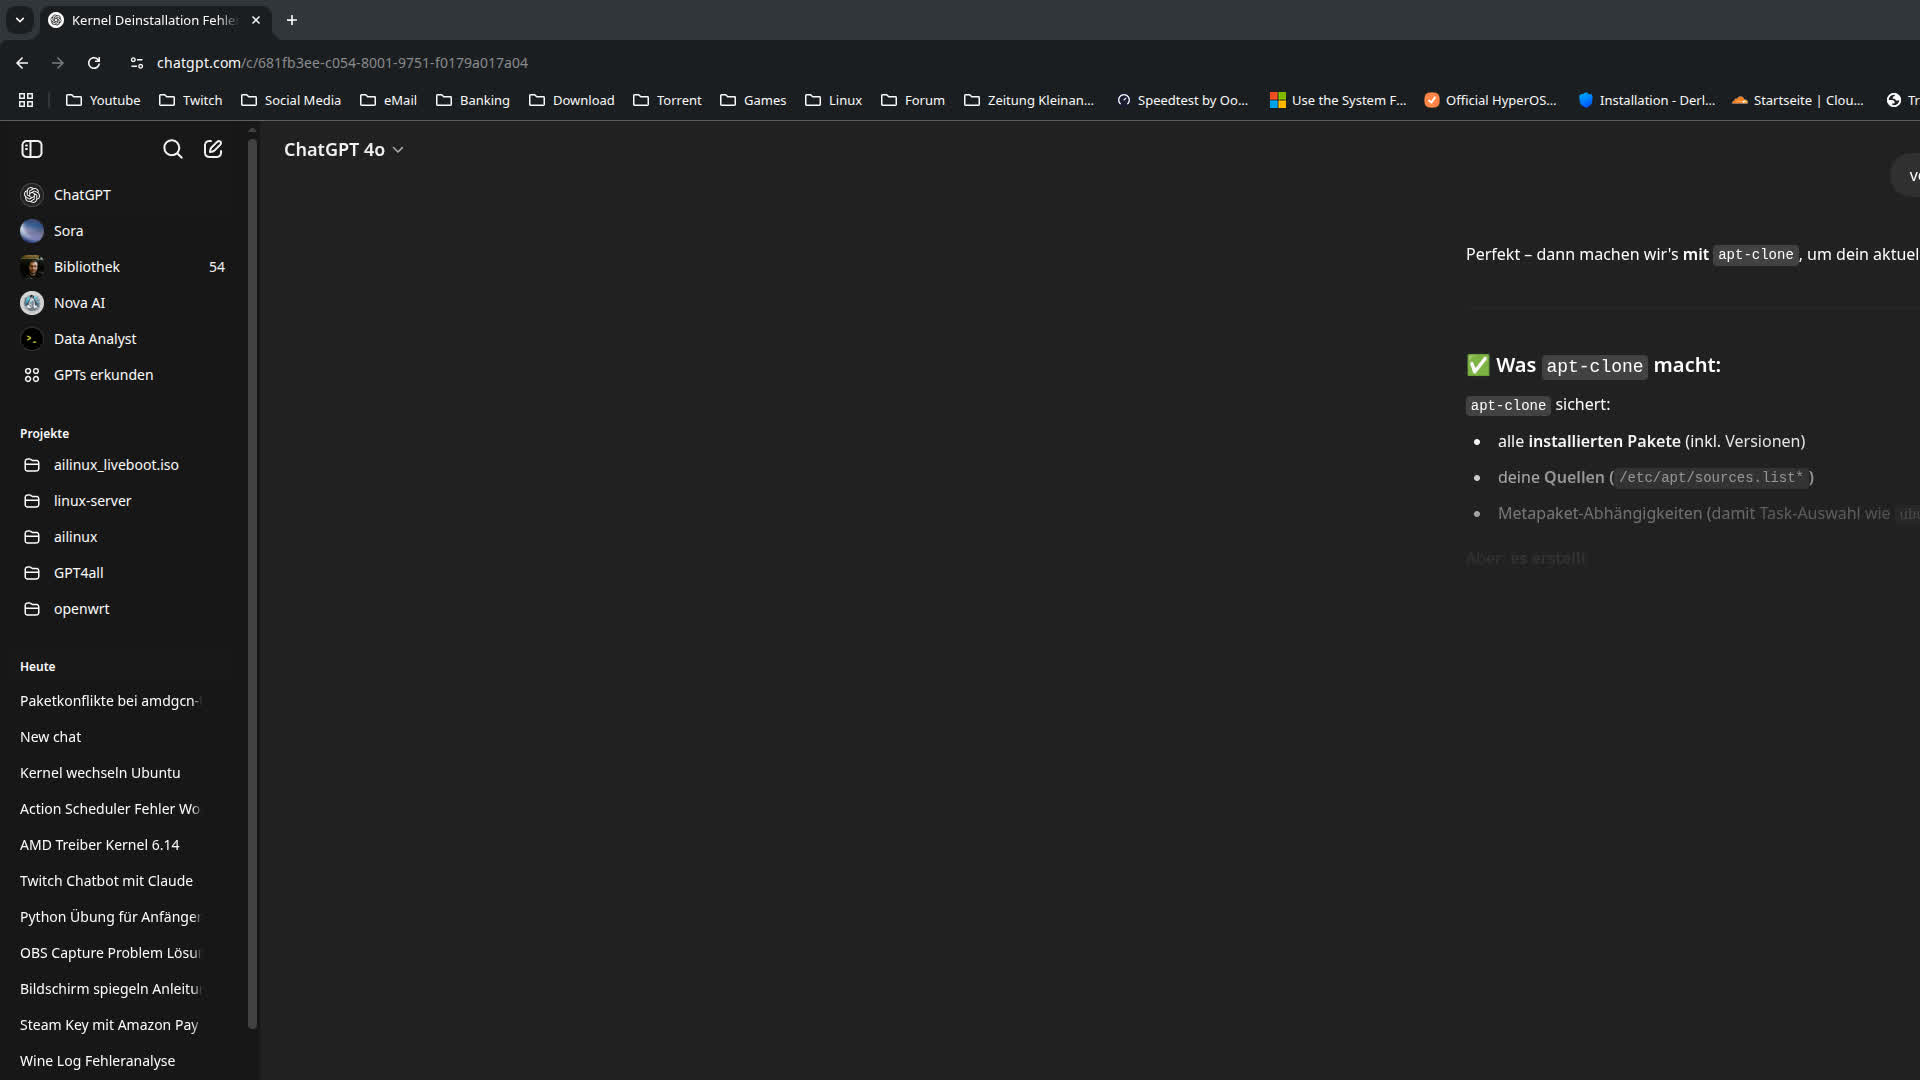 Kernel Deinstallation Fehle
chatgpt.com/c/681fb3ee-c054-8001-9751-f0179a017a04
Youtube Twitch Social Media eMail Banking Download Torrent Games Linux Forum Zeitung Kleinan... Speedtest by Oo... Use the System F... Official HyperOS... Installation - Derl... Startseite | Clou... Tr
ChatGPT 4o
ChatGPT
Sora
Bibliothek 54
Nova AI
Data Analyst
GPTs erkunden
Projekte
ailinux_liveboot.iso
linux-server
ailinux
GPT4all
openwrt
Heute
Paketkonflikte bei amdgcn-
New chat
Kernel wechseln Ubuntu
Action Scheduler Fehler Wo
AMD Treiber Kernel 6.14
Twitch Chatbot mit Claude
Python Übung für Anfänger
OBS Capture Problem Lösu
Bildschirm spiegeln Anleitu
Steam Key mit Amazon Pay
Wine Log Fehleranalyse
Perfekt – dann machen wir's mit apt-clone, um dein aktuel
✅ Was apt-clone macht:
apt-clone sichert:
• alle installierten Pakete (inkl. Versionen)
• deine Quellen (/etc/apt/sources.list*)
• Metapaket-Abhängigkeiten (damit Task-Auswahl wie ubu
Aber: es erstellt